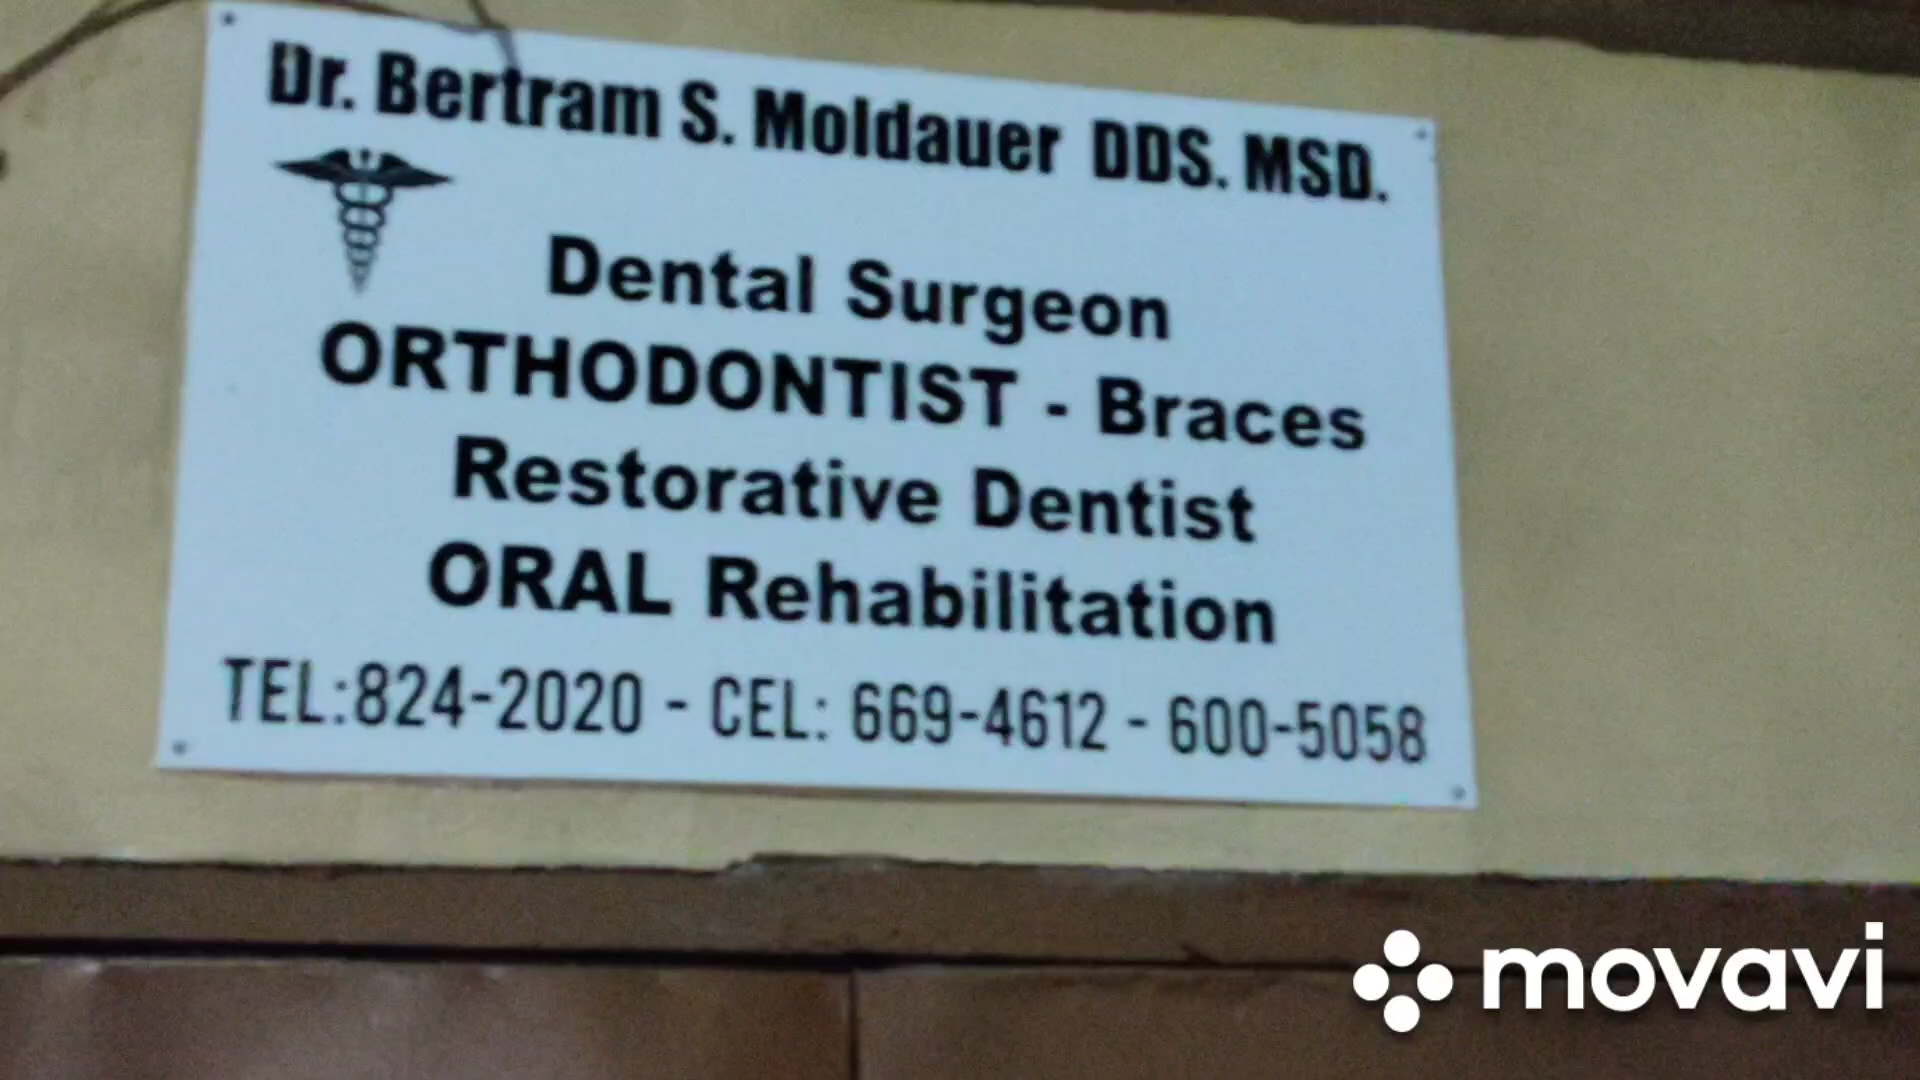 Dr. Bertram S. Moldauer DDS. MSD.
Dental Surgeon
ORTHODONTIST - Braces
Restorative Dentist
ORAL Rehabilitation
TEL:824-2020 - CEL: 669-4612 - 600-5058
movavi